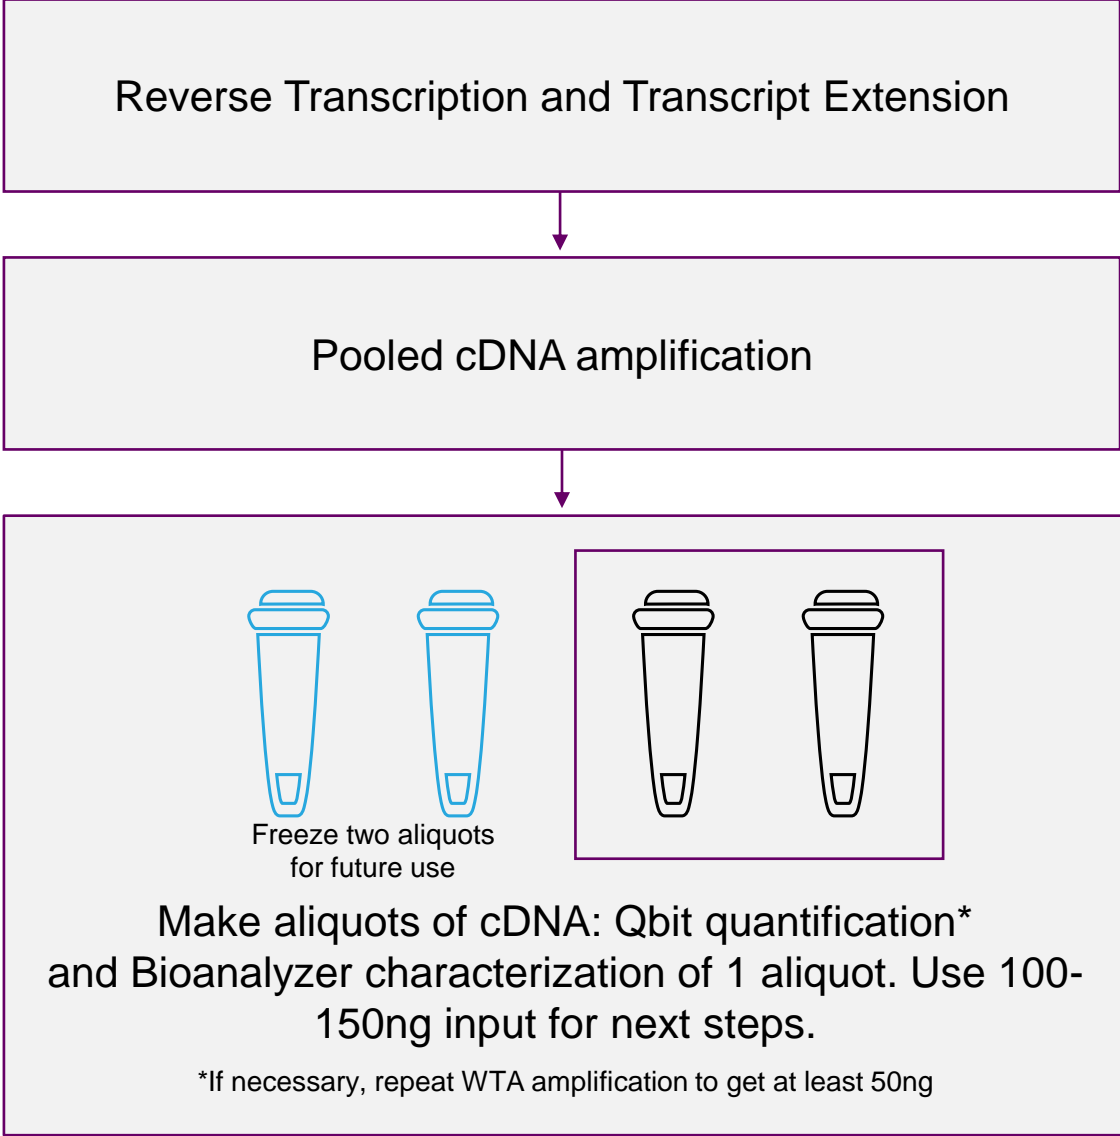 Reverse Transcription and Transcript Extension
Pooled cDNA amplification
Freeze two aliquots
for future use
Make aliquots of cDNA: Qbit quantification*
and Bioanalyzer characterization of 1 aliquot. Use 100-
150ng input for next steps.
*If necessary, repeat WTA amplification to get at least 50ng